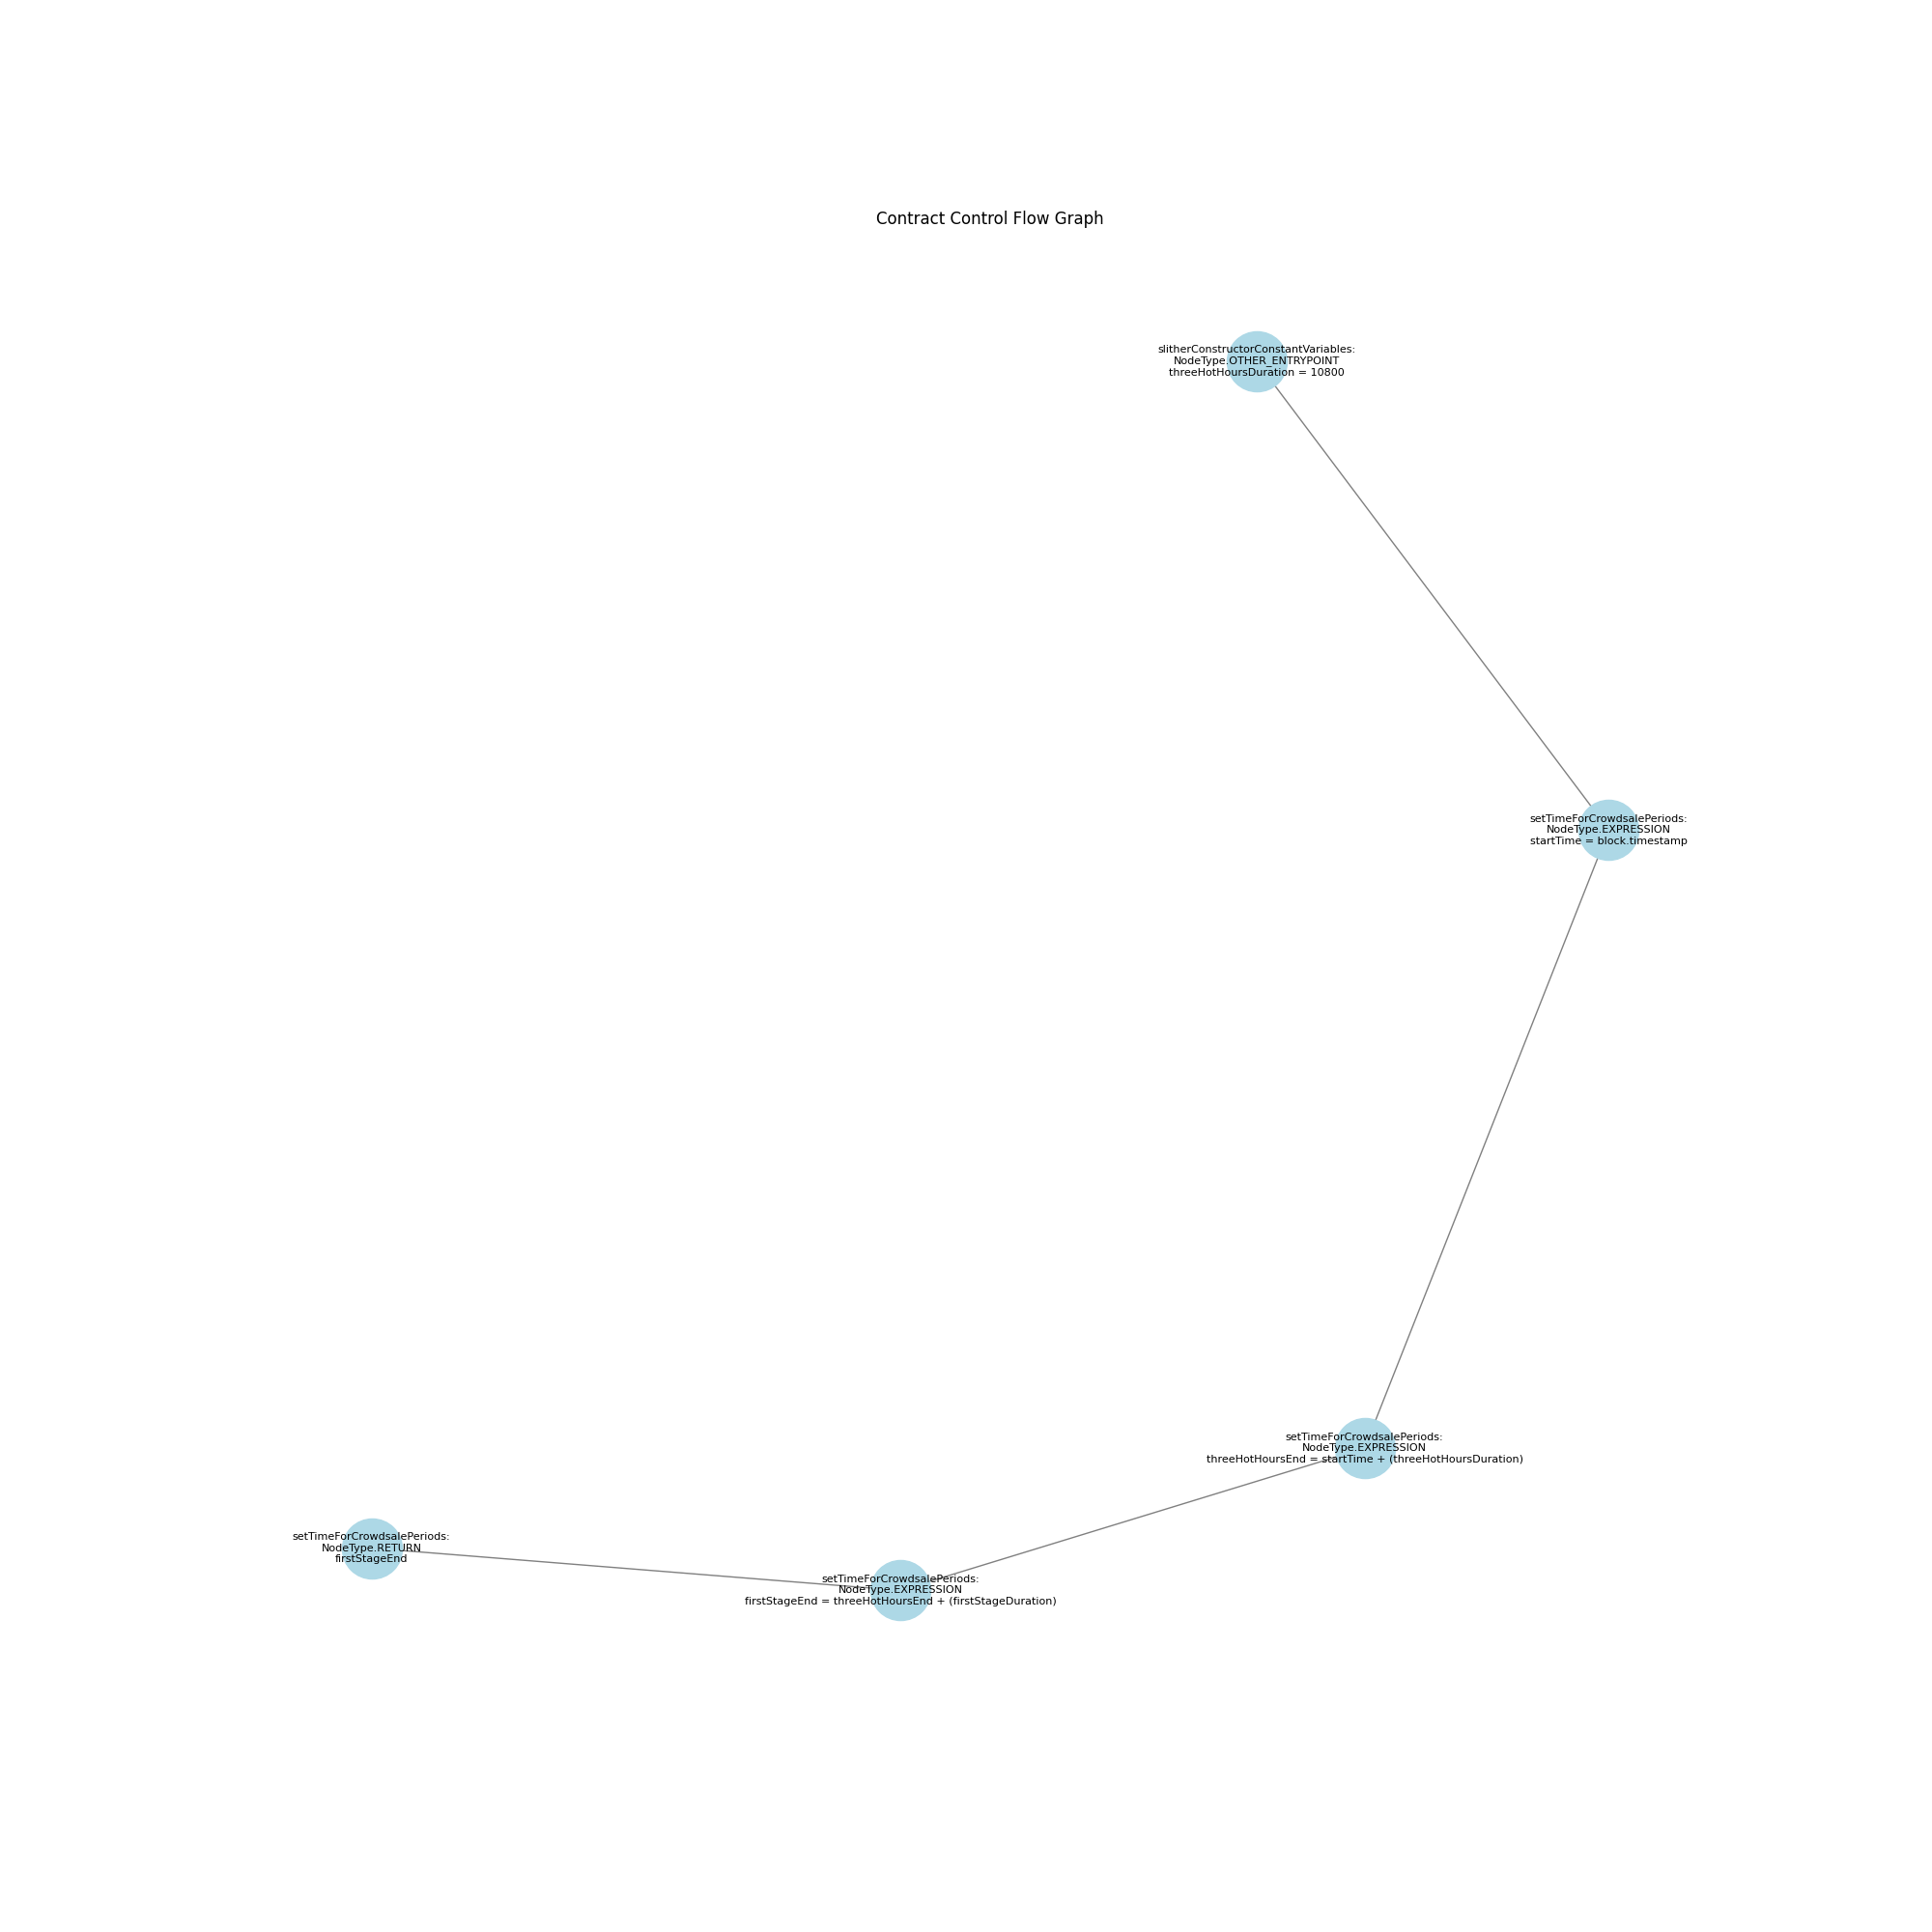 Contract Control Flow Graph
slitherConstructorConstantVariables:
NodeType.OTHER_ENTRYPOINT
threeHotHoursDuration = 10800
setTimeForCrowdsalePeriods:
NodeType.EXPRESSION
startTime = block.timestamp
setTimeForCrowdsalePeriods:
NodeType.EXPRESSION
threeHotHoursEnd = startTime + (threeHotHoursDuration)
setTimeForCrowdsalePeriods:
NodeType.RETURN
firstStageEnd
setTimeForCrowdsalePeriods:
NodeType.EXPRESSION
firstStageEnd = threeHotHoursEnd + (firstStageDuration)